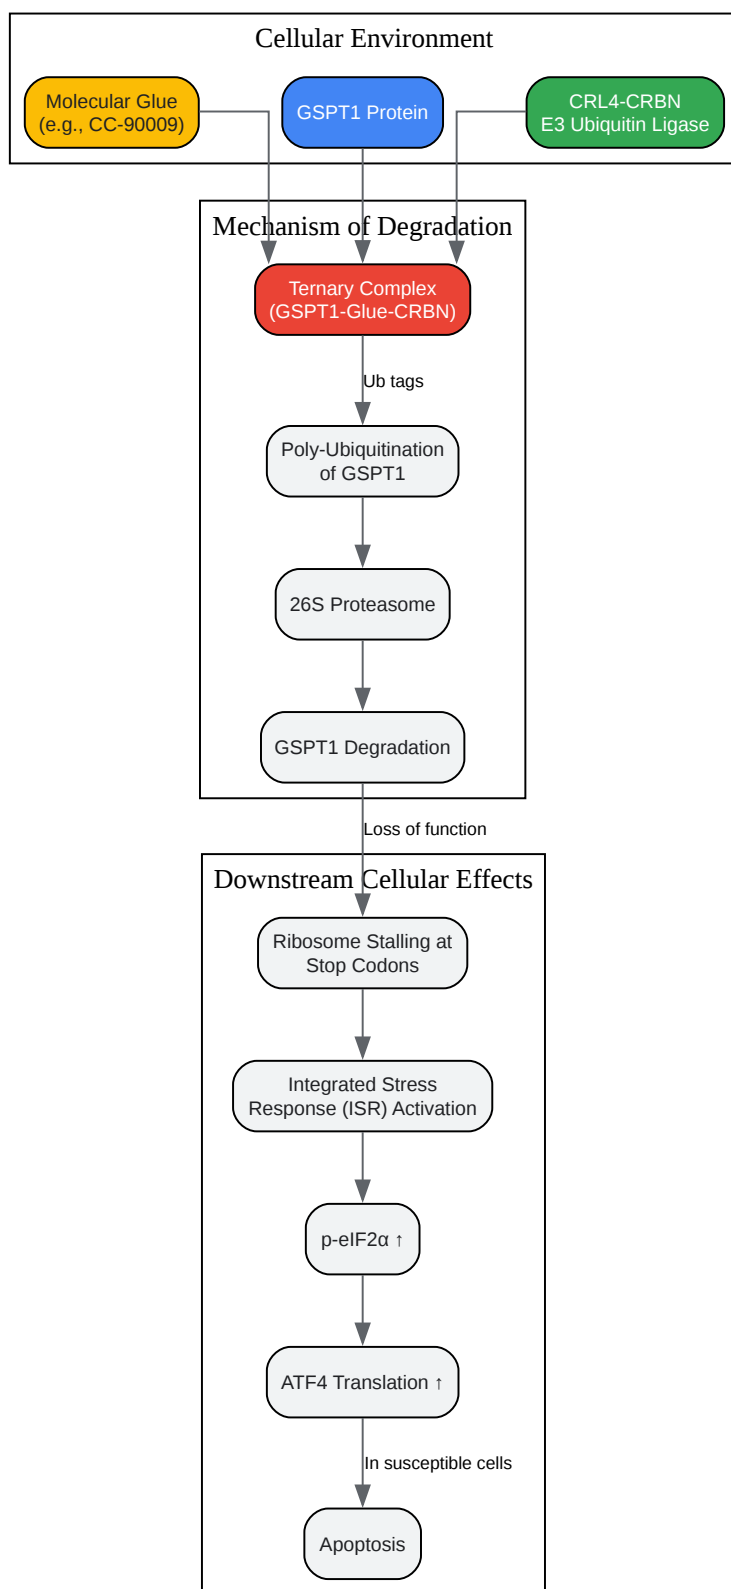 Cellular Environment
Molecular Glue
(e.g., CC-90009)
GSPT1 Protein
CRL4-CRBN
E3 Ubiquitin Ligase
Mechanism of Degradation
Ternary Complex
(GSPT1-Glue-CRBN)
Ub tags
Poly-Ubiquitination
of GSPT1
26S Proteasome
GSPT1 Degradation
Loss of function
Downstream Cellular Effects
Ribosome Stalling at
Stop Codons
Integrated Stress
Response (ISR) Activation
p-eIF2α ↑
ATF4 Translation ↑
In susceptible cells
Apoptosis